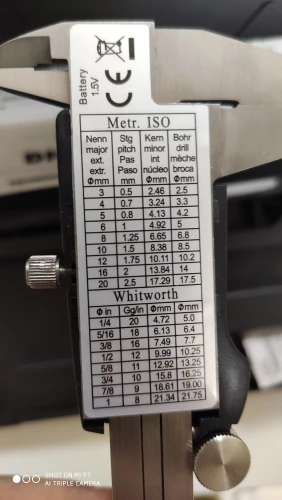 Battery
1.5V
CE
Metr. ISO
Nenn Stg Kern Bohr
major pitch minor drill
ext. Pas int mèche
extr. Paso núcleo broca
Φmm mm Φmm Φmm
3 0.5 2.46 2.5
4 0.7 3.24 3.3
5 0.8 4.13 4.2
6 1 4.92 5
8 1.25 6.65 6.8
10 1.5 8.38 8.5
12 1.75 10.11 10.2
16 2 13.84 14
20 2.5 17.29 17.5
Whitworth
Φ in Gg/in Φmm Φmm
1/4 20 4.72 5.0
5/16 18 6.13 6.4
3/8 16 7.49 7.7
1/2 12 9.99 10.25
5/8 11 12.92 13.25
3/4 10 15.8 16.25
7/8 9 18.61 19.00
1 8 21.34 21.75
SHOT ON MI 9T
AI TRIPLE CAMERA